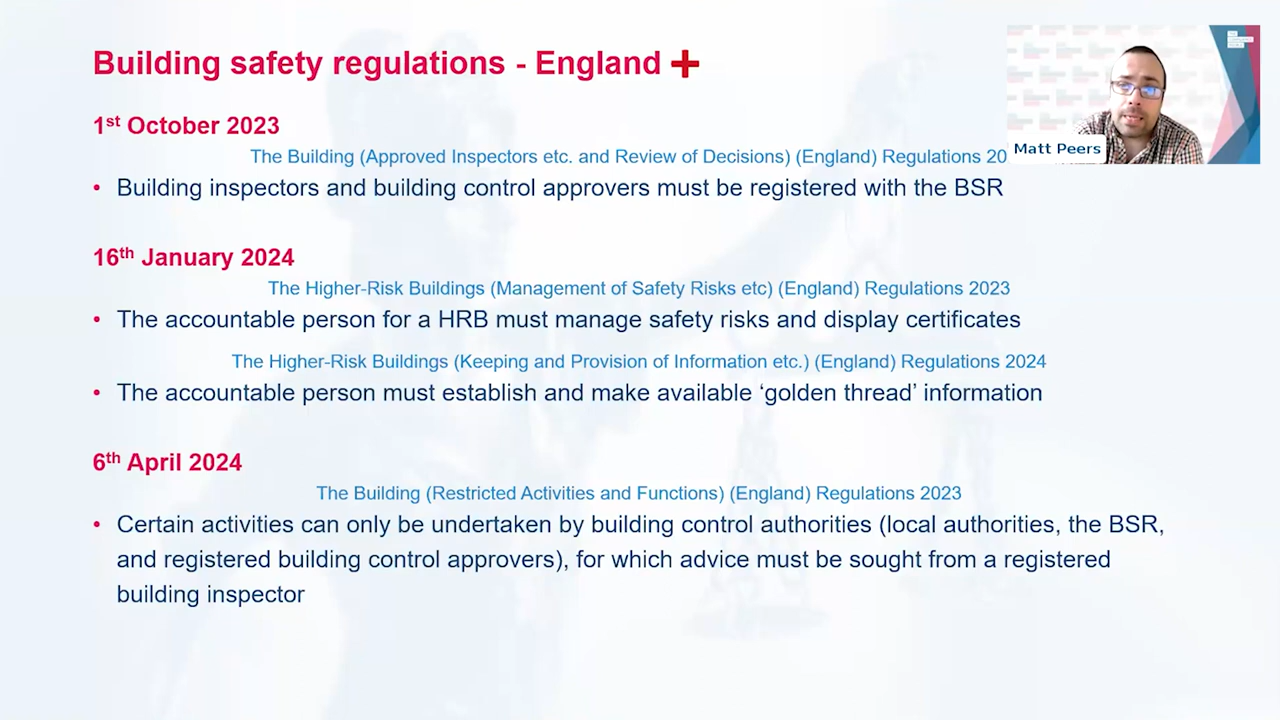 Building safety regulations - England
1st October 2023
The Building (Approved Inspectors etc. and Review of Decisions) (England) Regulations 20
Matt Peers
Building inspectors and building control approvers must be registered with the BSR
16th January 2024
The Higher-Risk Buildings (Management of Safety Risks etc) (England) Regulations 2023
The accountable person for a HRB must manage safety risks and display certificates
The Higher-Risk Buildings (Keeping and Provision of Information etc.) (England) Regulations 2024
The accountable person must establish and make available ‘golden thread’ information
6th April 2024
The Building (Restricted Activities and Functions) (England) Regulations 2023
Certain activities can only be undertaken by building control authorities (local authorities, the BSR,
and registered building control approvers), for which advice must be sought from a registered
building inspector